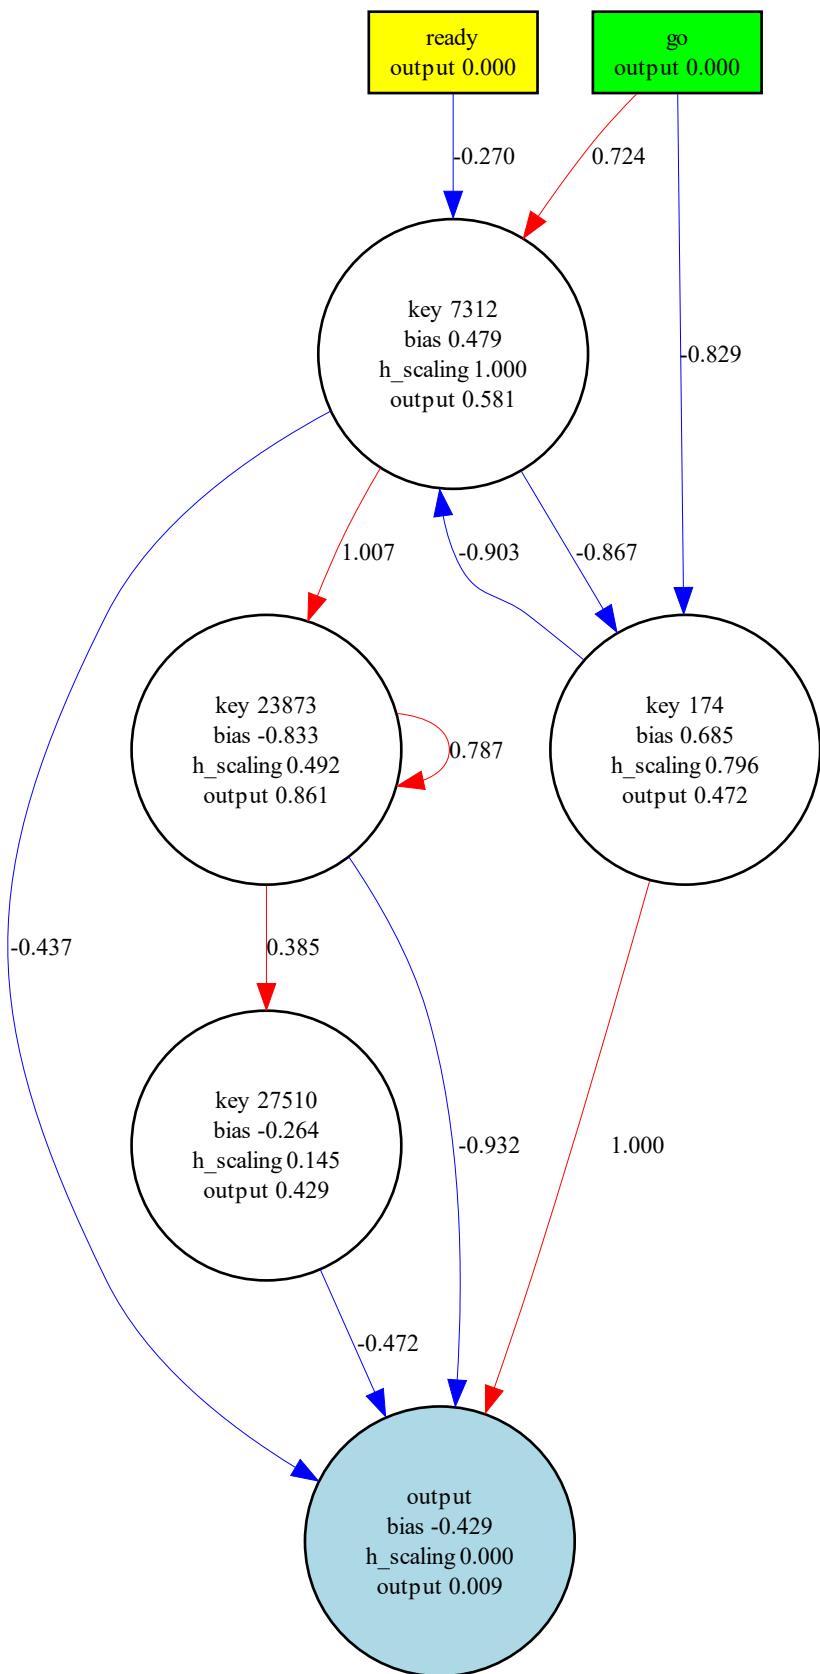 ready
output 0.000
go
output 0.000
-0.270
0.724
key 7312
bias 0.479
h_scaling 1.000
output 0.581
-0.829
1.007
-0.903
-0.867
key 23873
bias -0.833
h_scaling 0.492
output 0.861
0.787
key 174
bias 0.685
h_scaling 0.796
output 0.472
-0.437
0.385
key 27510
bias -0.264
h_scaling 0.145
output 0.429
-0.932
1.000
-0.472
output
bias -0.429
h_scaling 0.000
output 0.009